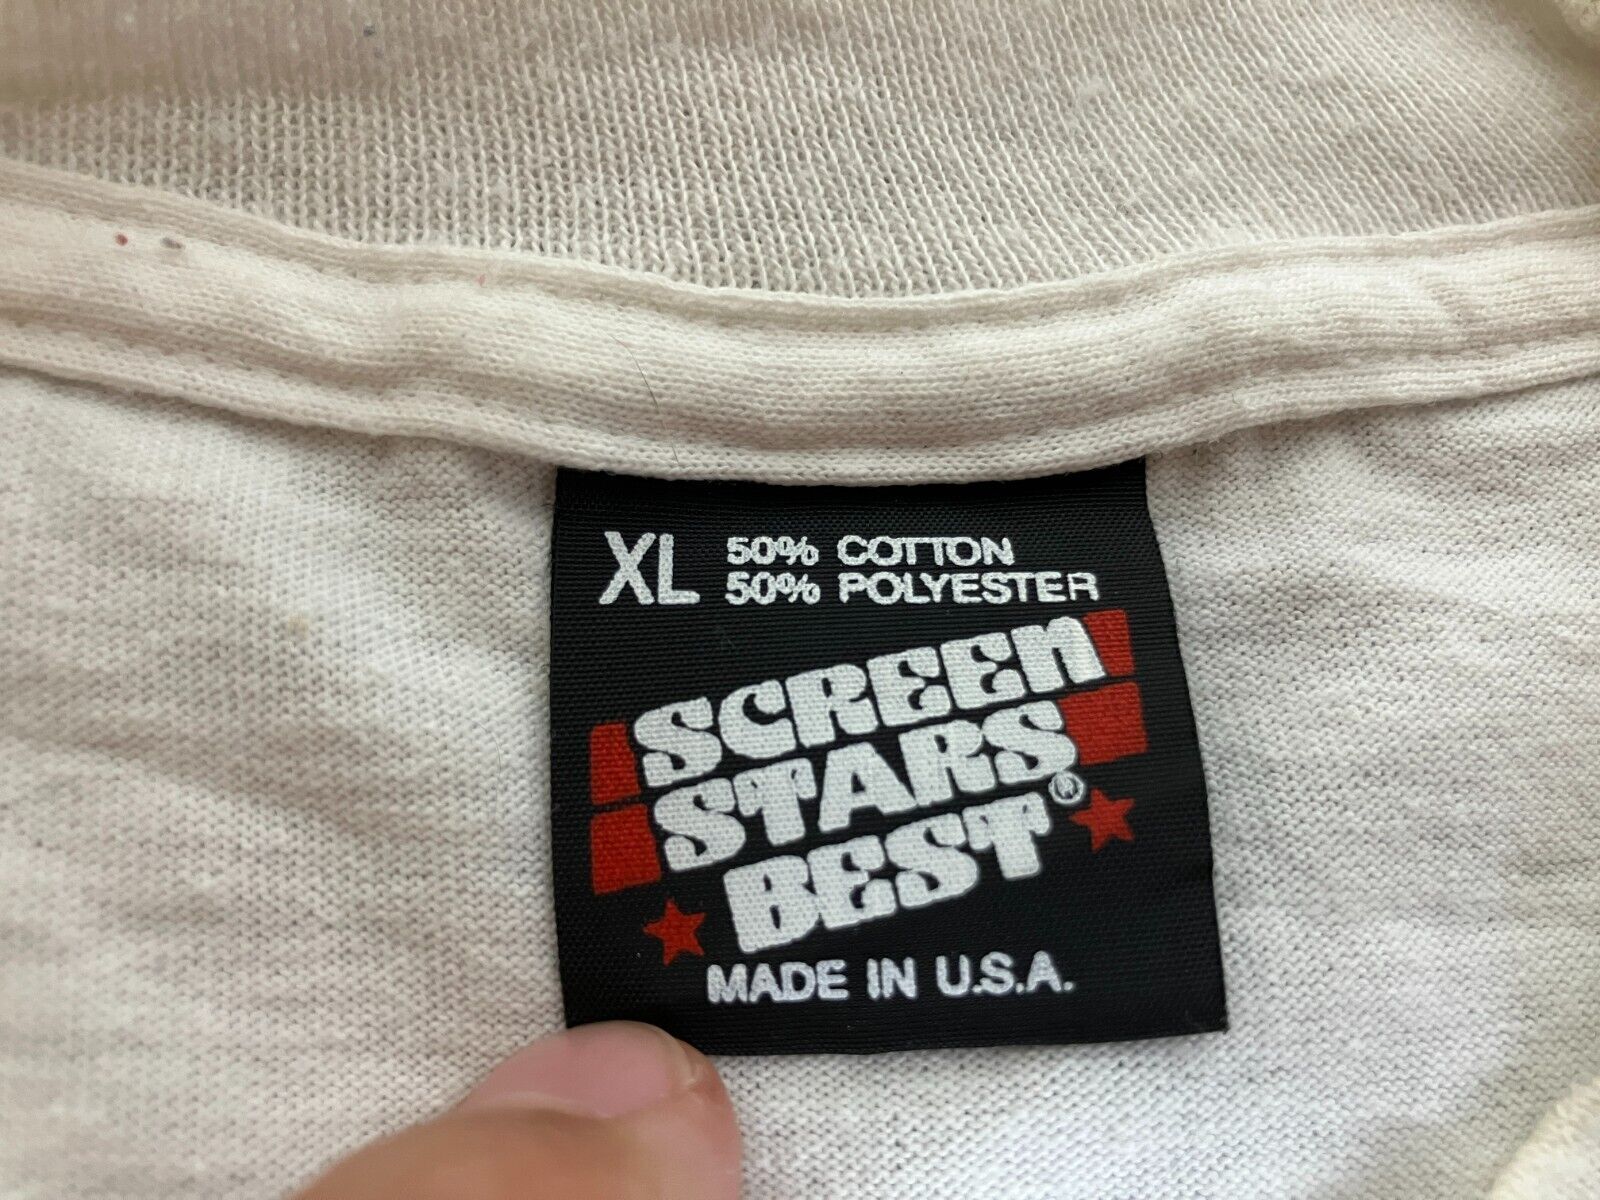 XL 50% COTTON
50% POLYESTER
SCREEN
STARS
BEST®
MADE IN U.S.A.